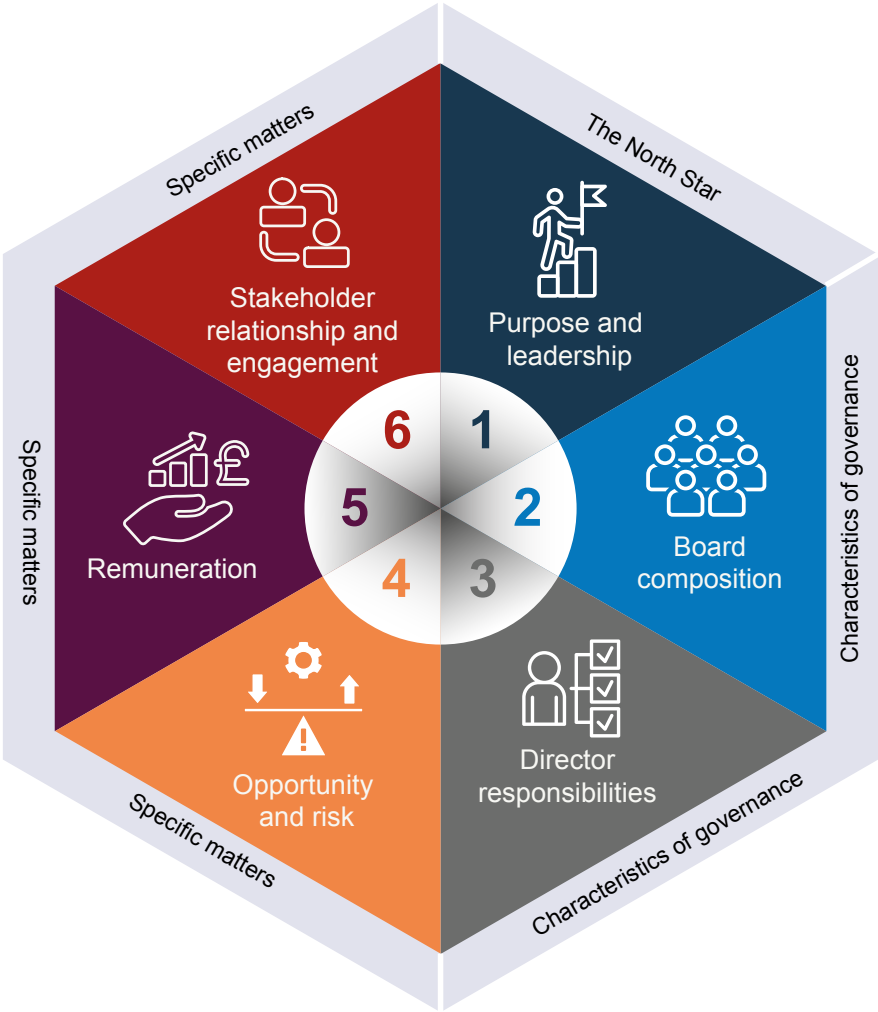 The North Star
1
Purpose and
leadership
Characteristics of governance
2
Board
composition
Characteristics of governance
3
Director
responsibilities
Specific matters
4
Opportunity
and risk
Specific matters
5
£
Remuneration
Specific matters
6
Stakeholder
relationship and
engagement